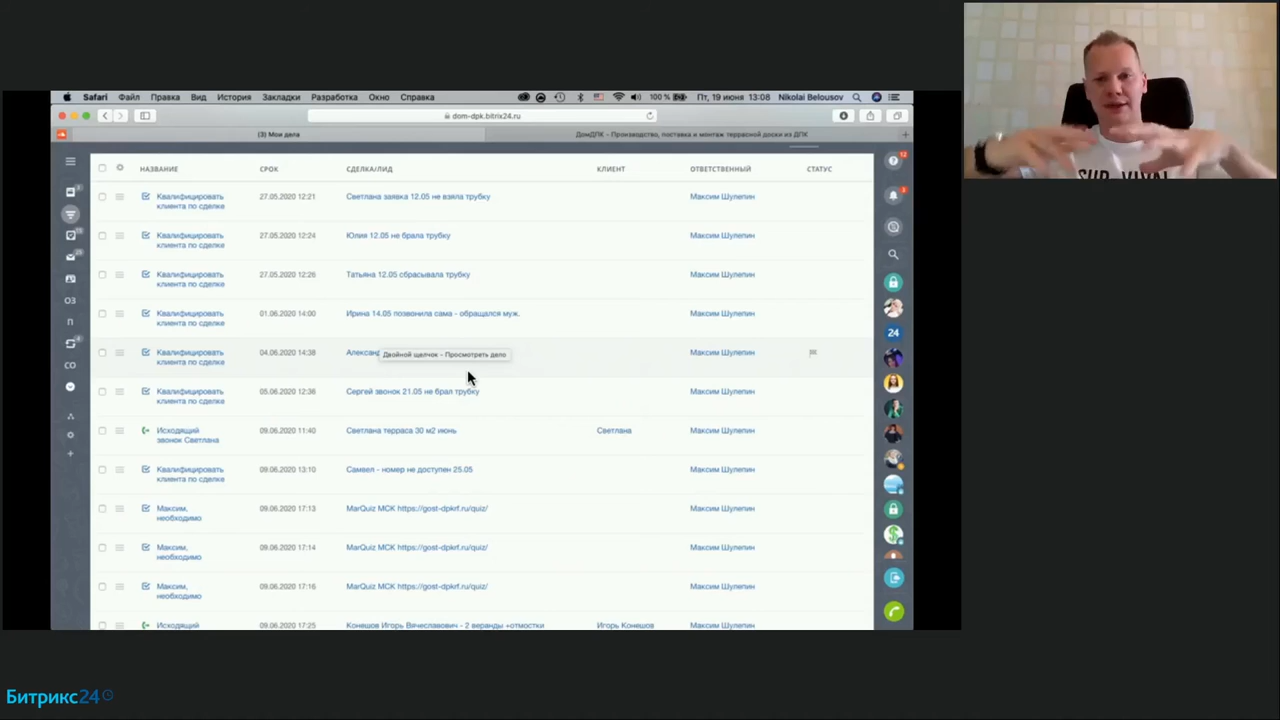 Safari Файл Правка Вид История Закладки Разработка Окно Справка 100 % Пт, 19 июня 13:08 Nikolai Belousov
dom-dpk.bitrix24.ru
(3) Мои дела
ДомДПК – Производство, поставка и монтаж террасной доски из ДПК
НАЗВАНИЕ СРОК СДЕЛКА/ЛИД КЛИЕНТ ОТВЕТСТВЕННЫЙ СТАТУС
Квалифицировать клиента по сделке 27.05.2020 12:21 Светлана заявка 12.05 не взяла трубку Максим Шулепин
Квалифицировать клиента по сделке 27.05.2020 12:24 Юлия 12.05 не брала трубку Максим Шулепин
Квалифицировать клиента по сделке 27.05.2020 12:26 Татьяна 12.05 сбрасывала трубку Максим Шулепин
Квалифицировать клиента по сделке 01.06.2020 14:00 Ирина 14.05 позвонила сама - обращался муж. Максим Шулепин
Квалифицировать клиента по сделке 04.06.2020 14:38 Александ Максим Шулепин
Двойной щелчок - Просмотреть дело
Квалифицировать клиента по сделке 05.06.2020 12:36 Сергей звонок 21.05 не брал трубку Максим Шулепин
Исходящий звонок Светлана 09.06.2020 11:40 Светлана терраса 30 м2 июнь Светлана Максим Шулепин
Квалифицировать клиента по сделке 09.06.2020 13:10 Самвел - номер не доступен 25.05 Максим Шулепин
Максим, необходимо 09.06.2020 17:13 MarQuiz МСК https://gost-dpkrf.ru/quiz/ Максим Шулепин
Максим, необходимо 09.06.2020 17:14 MarQuiz МСК https://gost-dpkrf.ru/quiz/ Максим Шулепин
Максим, необходимо 09.06.2020 17:16 MarQuiz МСК https://gost-dpkrf.ru/quiz/ Максим Шулепин
Исходящий 09.06.2020 17:25 Конешов Игорь Вячеславович - 2 веранды +отмостки Игорь Конешов Максим Шулепин
ОЗ
П
СО
24
Битрикс24